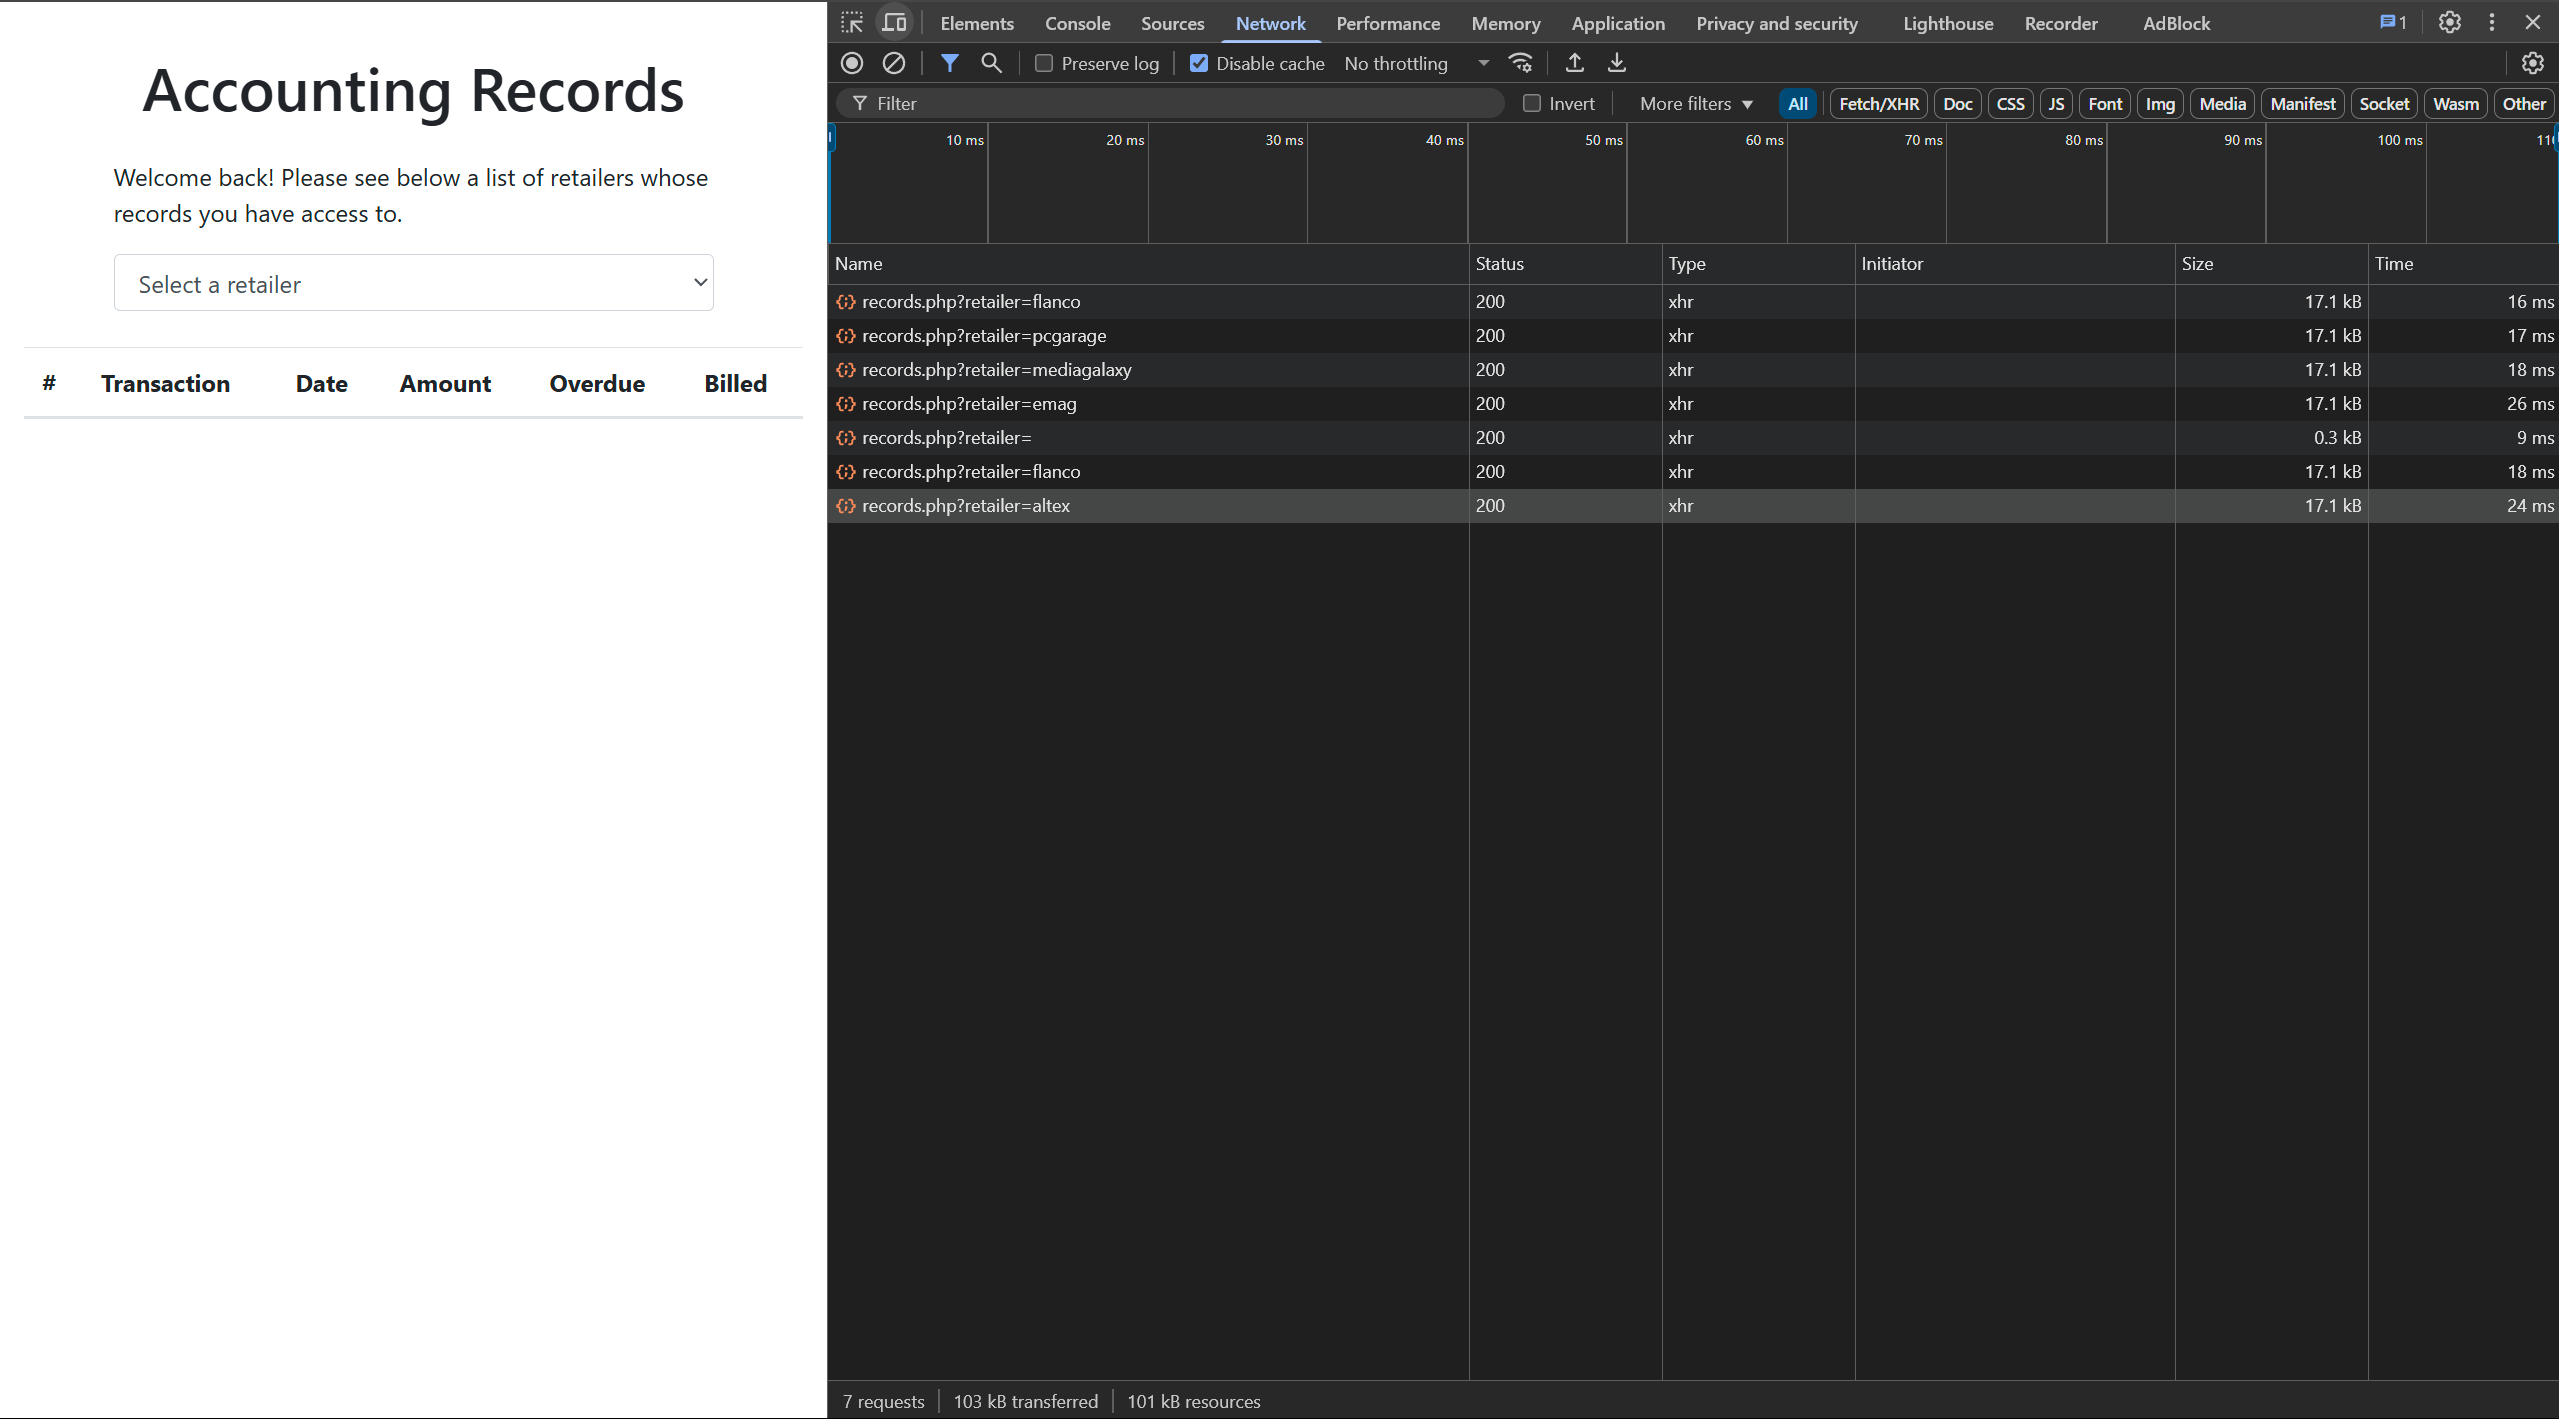 Accounting Records
Welcome back! Please see below a list of retailers whose
records you have access to.
Select a retailer
# Transaction Date Amount Overdue Billed
Elements Console Sources Network Performance Memory Application Privacy and security Lighthouse Recorder AdBlock 1
Preserve log Disable cache No throttling
Filter Invert More filters All Fetch/XHR Doc CSS JS Font Img Media Manifest Socket Wasm Other
10 ms 20 ms 30 ms 40 ms 50 ms 60 ms 70 ms 80 ms 90 ms 100 ms
Name Status Type Initiator Size Time
records.php?retailer=flanco 200 xhr 17.1 kB 16 ms
records.php?retailer=pcgarage 200 xhr 17.1 kB 17 ms
records.php?retailer=mediagalaxy 200 xhr 17.1 kB 18 ms
records.php?retailer=emag 200 xhr 17.1 kB 26 ms
records.php?retailer= 200 xhr 0.3 kB 9 ms
records.php?retailer=flanco 200 xhr 17.1 kB 18 ms
records.php?retailer=altex 200 xhr 17.1 kB 24 ms
7 requests 103 kB transferred 101 kB resources